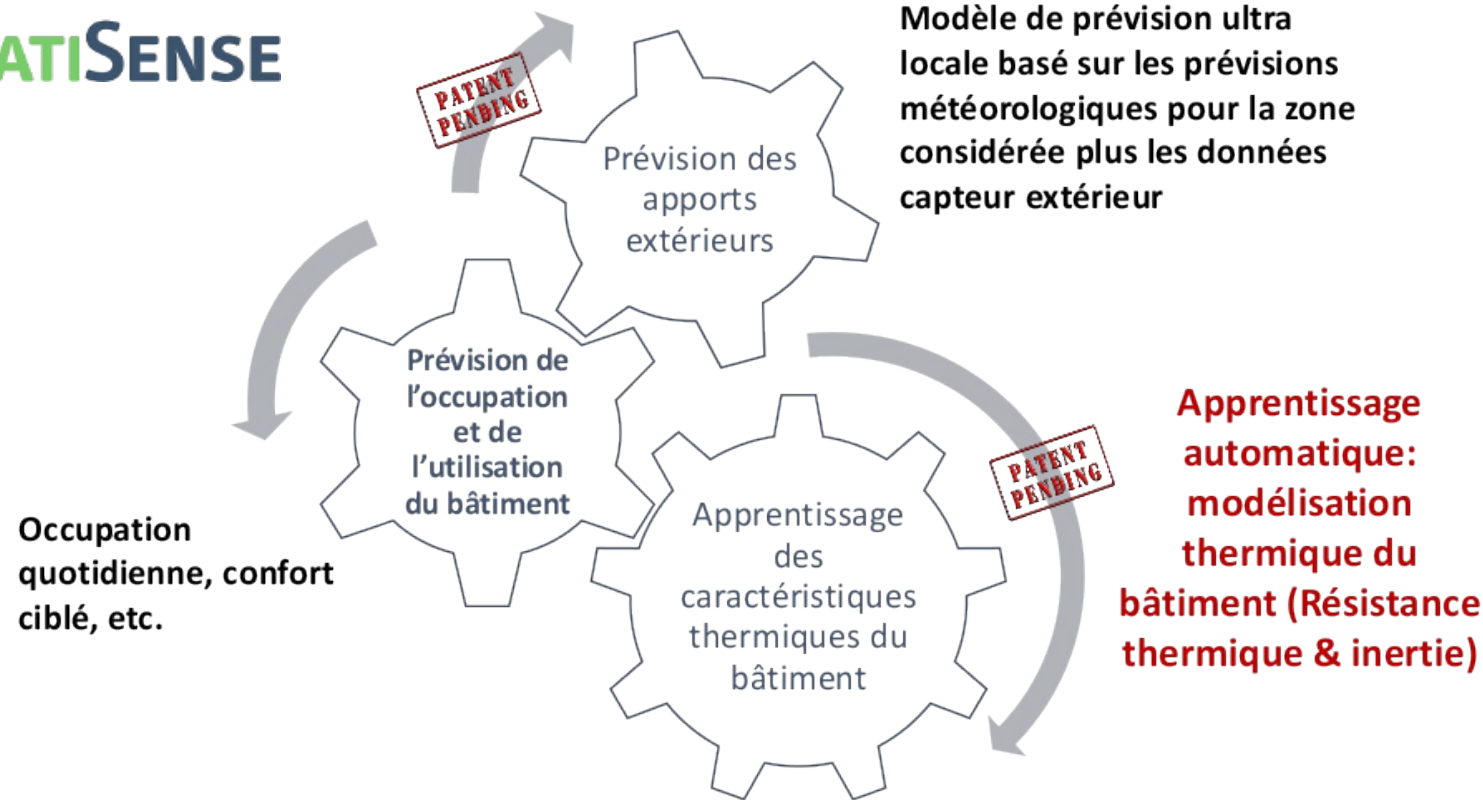 ATISENSE
PATENT
PENDING
Modèle de prévision ultra
locale basé sur les prévisions
météorologiques pour la zone
considérée plus les données
capteur extérieur
Prévision des
apports
extérieurs
Prévision de
l’occupation
et de
l’utilisation
du bâtiment
Occupation
quotidienne, confort
ciblé, etc.
Apprentissage
des
caractéristiques
thermiques du
bâtiment
PATENT
PENDING
Apprentissage
automatique:
modélisation
thermique du
bâtiment (Résistance
thermique & inertie)